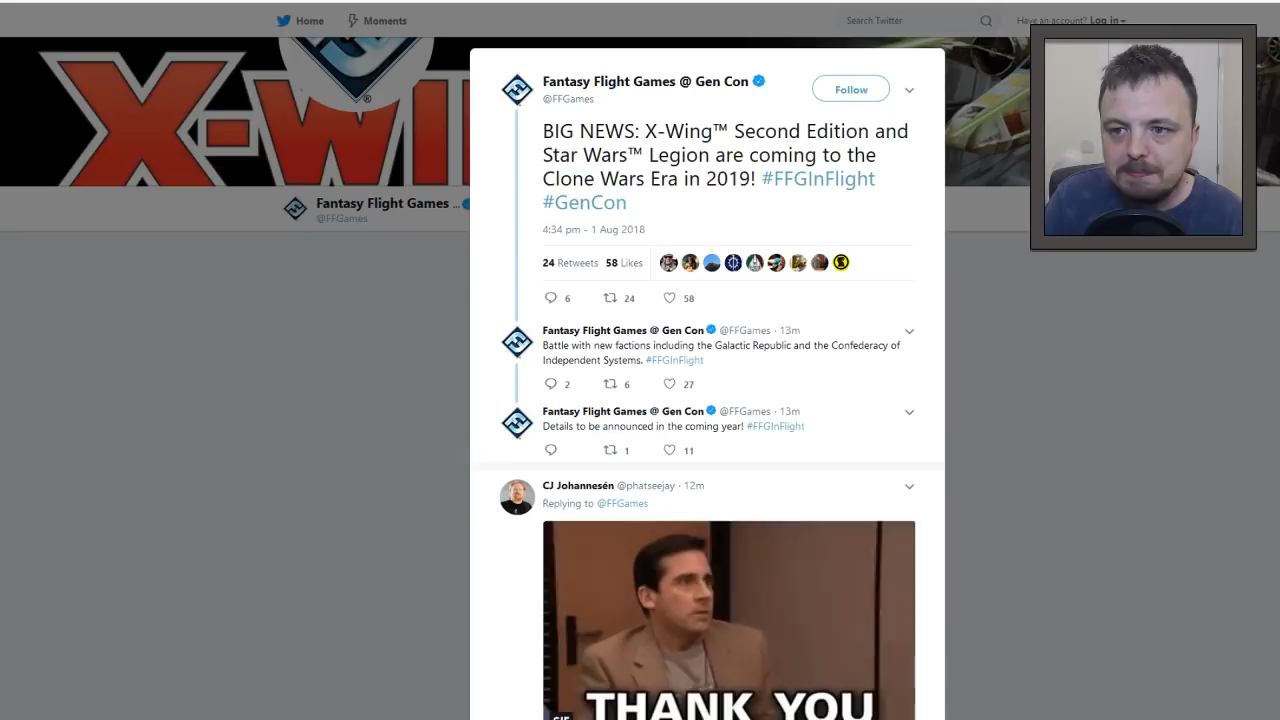 Home
Moments
Search Twitter
Have an account? Log in
X-WI
®
Fantasy Flight Games ...
@FFGames
Fantasy Flight Games @ Gen Con
@FFGames
Follow
BIG NEWS: X-Wing™ Second Edition and
Star Wars™ Legion are coming to the
Clone Wars Era in 2019! #FFGInFlight
#GenCon
4:34 pm - 1 Aug 2018
24 Retweets 58 Likes
6 24 58
Fantasy Flight Games @ Gen Con @FFGames · 13m
Battle with new factions including the Galactic Republic and the Confederacy of
Independent Systems. #FFGInFlight
2 6 27
Fantasy Flight Games @ Gen Con @FFGames · 13m
Details to be announced in the coming year! #FFGInFlight
1 11
CJ Johannesén @phatseejay · 12m
Replying to @FFGames
THANK YOU
GIF